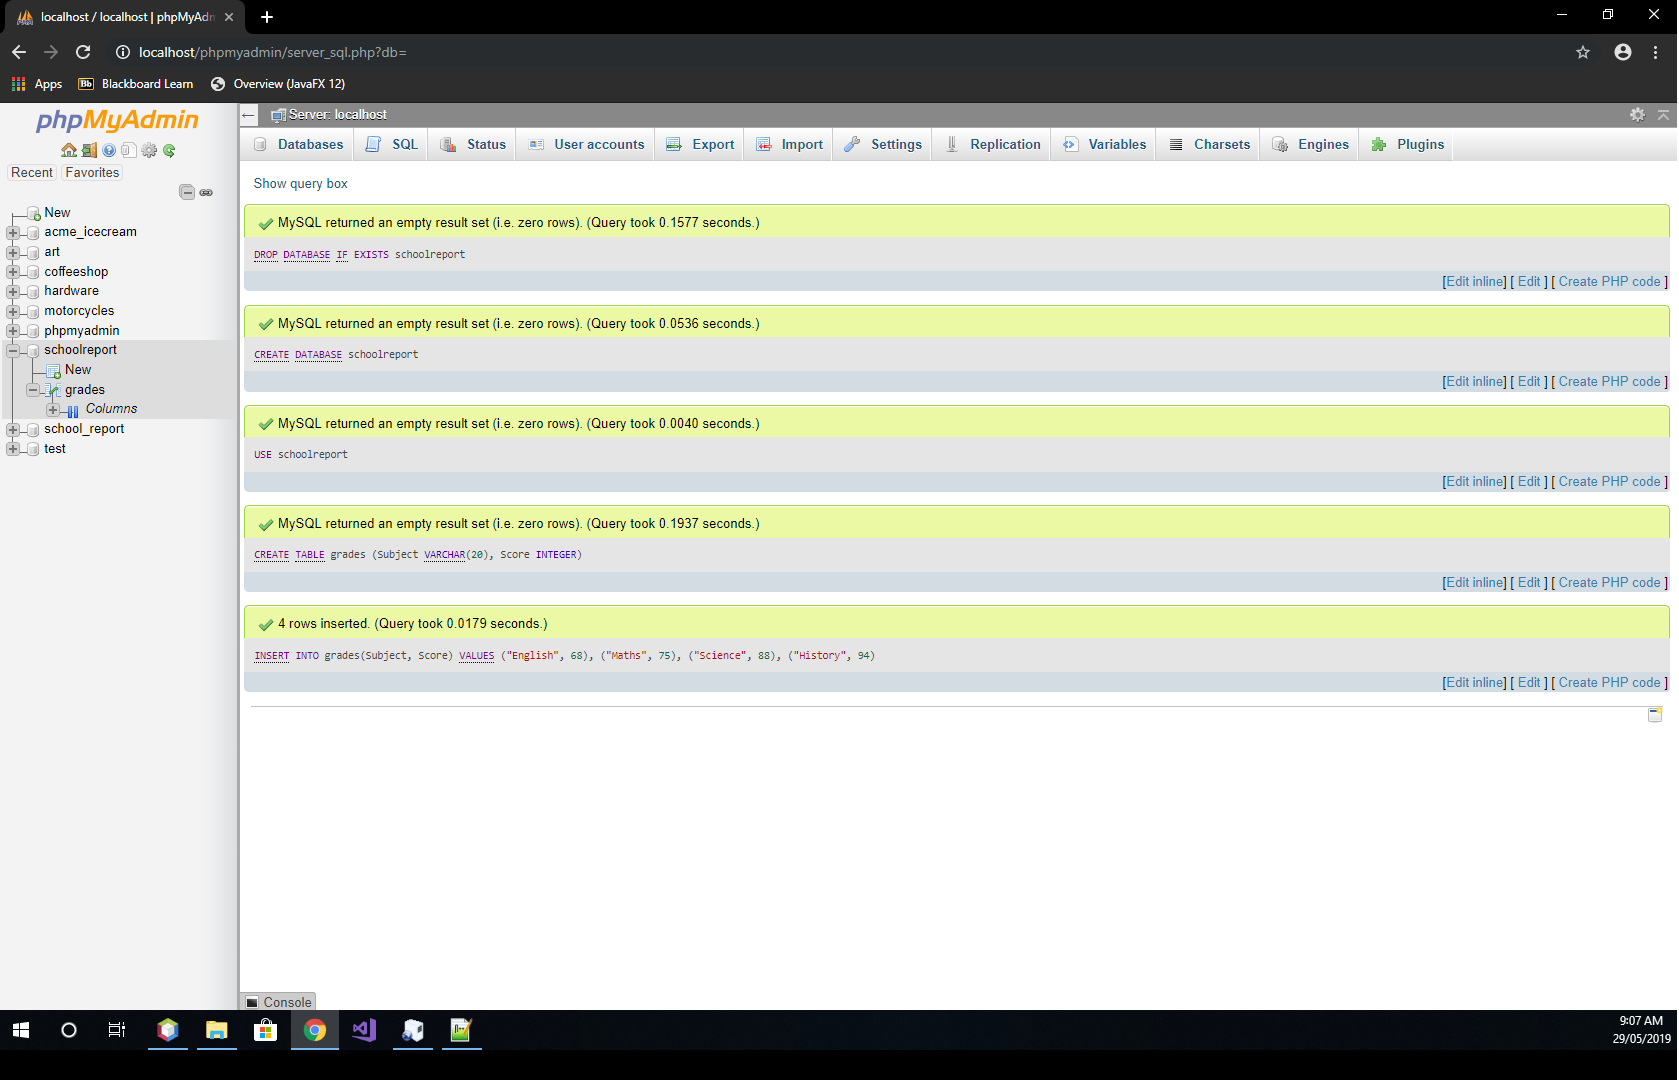 localhost / localhost | phpMyAdm
localhost/phpmyadmin/server_sql.php?db=
Apps
Bb Blackboard Learn
Overview (JavaFX 12)
phpMyAdmin
Recent Favorites
New
acme_icecream
art
coffeeshop
hardware
motorcycles
phpmyadmin
schoolreport
New
grades
Columns
school_report
test
Server: localhost
Databases SQL Status User accounts Export Import Settings Replication Variables Charsets Engines Plugins
Show query box
MySQL returned an empty result set (i.e. zero rows). (Query took 0.1577 seconds.)
DROP DATABASE IF EXISTS schoolreport
[Edit inline] [ Edit ] [ Create PHP code ]
MySQL returned an empty result set (i.e. zero rows). (Query took 0.0536 seconds.)
CREATE DATABASE schoolreport
[Edit inline] [ Edit ] [ Create PHP code ]
MySQL returned an empty result set (i.e. zero rows). (Query took 0.0040 seconds.)
USE schoolreport
[Edit inline] [ Edit ] [ Create PHP code ]
MySQL returned an empty result set (i.e. zero rows). (Query took 0.1937 seconds.)
CREATE TABLE grades (Subject VARCHAR(20), Score INTEGER)
[Edit inline] [ Edit ] [ Create PHP code ]
4 rows inserted. (Query took 0.0179 seconds.)
INSERT INTO grades(Subject, Score) VALUES ("English", 68), ("Maths", 75), ("Science", 88), ("History", 94)
[Edit inline] [ Edit ] [ Create PHP code ]
Console
9:07 AM
29/05/2019